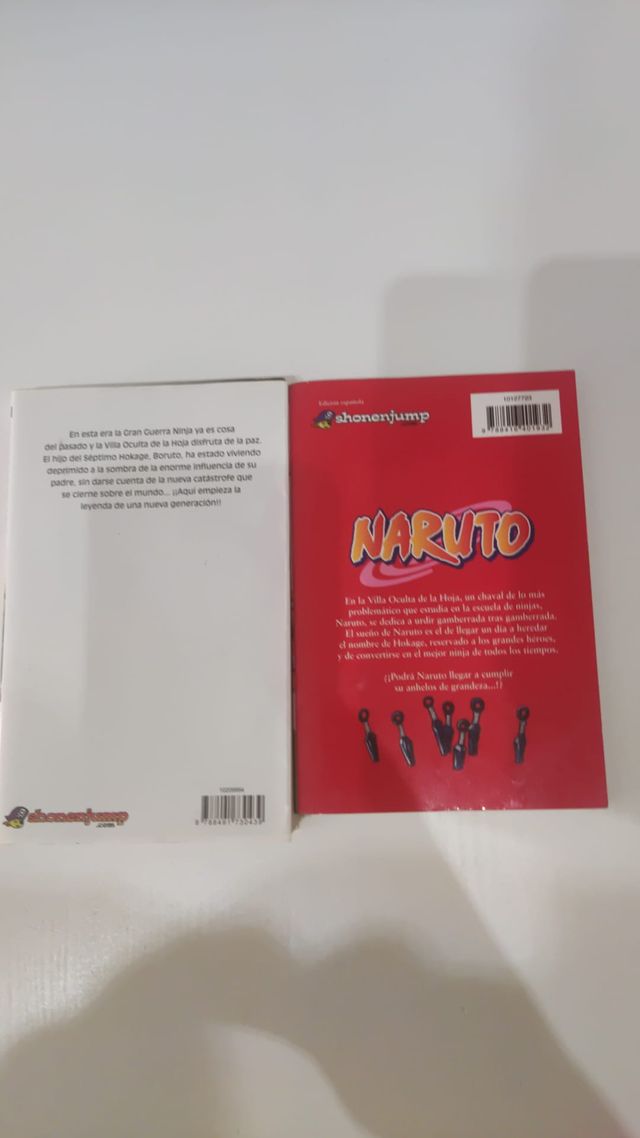 En esta era la Gran Guerra Ninja ya es cosa
del pasado y la Villa Oculta de la Hoja disfruta de la paz.
El hijo del Séptimo Hokage, Boruto, ha estado viviendo
deprimido a la sombra de la enorme influencia de su
padre, sin darse cuenta de la nueva catástrofe que
se cierne sobre el mundo... ¡¡Aquí empieza la
leyenda de una nueva generación!!
shonenjump
.com
Edición española
shonenjump
10127720
NARUTO
En la Villa Oculta de la Hoja, un chaval de lo más
problemático que estudia en la escuela de ninjas,
Naruto, se dedica a urdir gamberrada tras gamberrada.
El sueño de Naruto es el de llegar un día a heredar
el nombre de Hokage, reservado a los grandes héroes,
y de convertirse en el mejor ninja de todos los tiempos.
¡¿Podrá Naruto llegar a cumplir
su anhelos de grandeza...!?